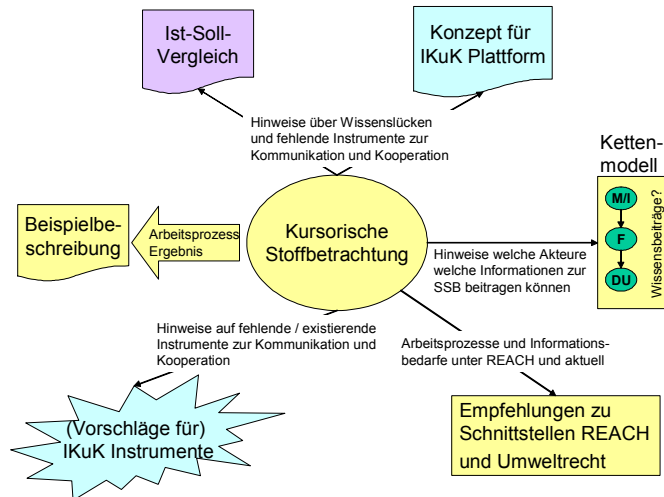 Ist-Soll-
Vergleich
Konzept für
IKuK Plattform
Hinweise über Wissenslücken
und fehlende Instrumente zur
Kommunikation und Kooperation
Ketten-
modell
M/I
F
DU
Wissensbeiträge?
Beispielbe-
schreibung
Arbeitsprozess
Ergebnis
Kursorische
Stoffbetrachtung
Hinweise welche Akteure
welche Informationen zur
SSB beitragen können
Hinweise auf fehlende / existierende
Instrumente zur Kommunikation und
Kooperation
Arbeitsprozesse und Informations-
bedarfe unter REACH und aktuell
(Vorschläge für)
IKuK Instrumente
Empfehlungen zu
Schnittstellen REACH
und Umweltrecht